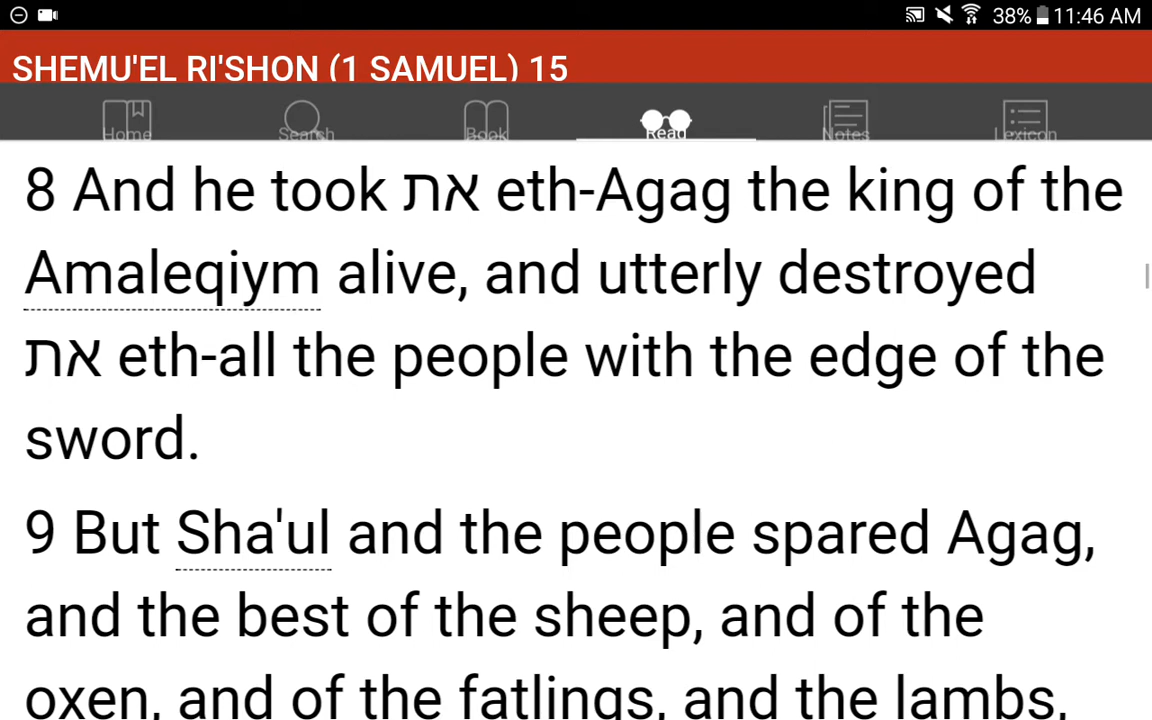 38% 11:46 AM
SHEMU'EL RI'SHON (1 SAMUEL) 15
Home Search Book Read Notes Lexicon
8 And he took את eth-Agag the king of the
Amaleqiym alive, and utterly destroyed
את eth-all the people with the edge of the
sword.
9 But Sha'ul and the people spared Agag,
and the best of the sheep, and of the
oxen, and of the fatlings, and the lambs,